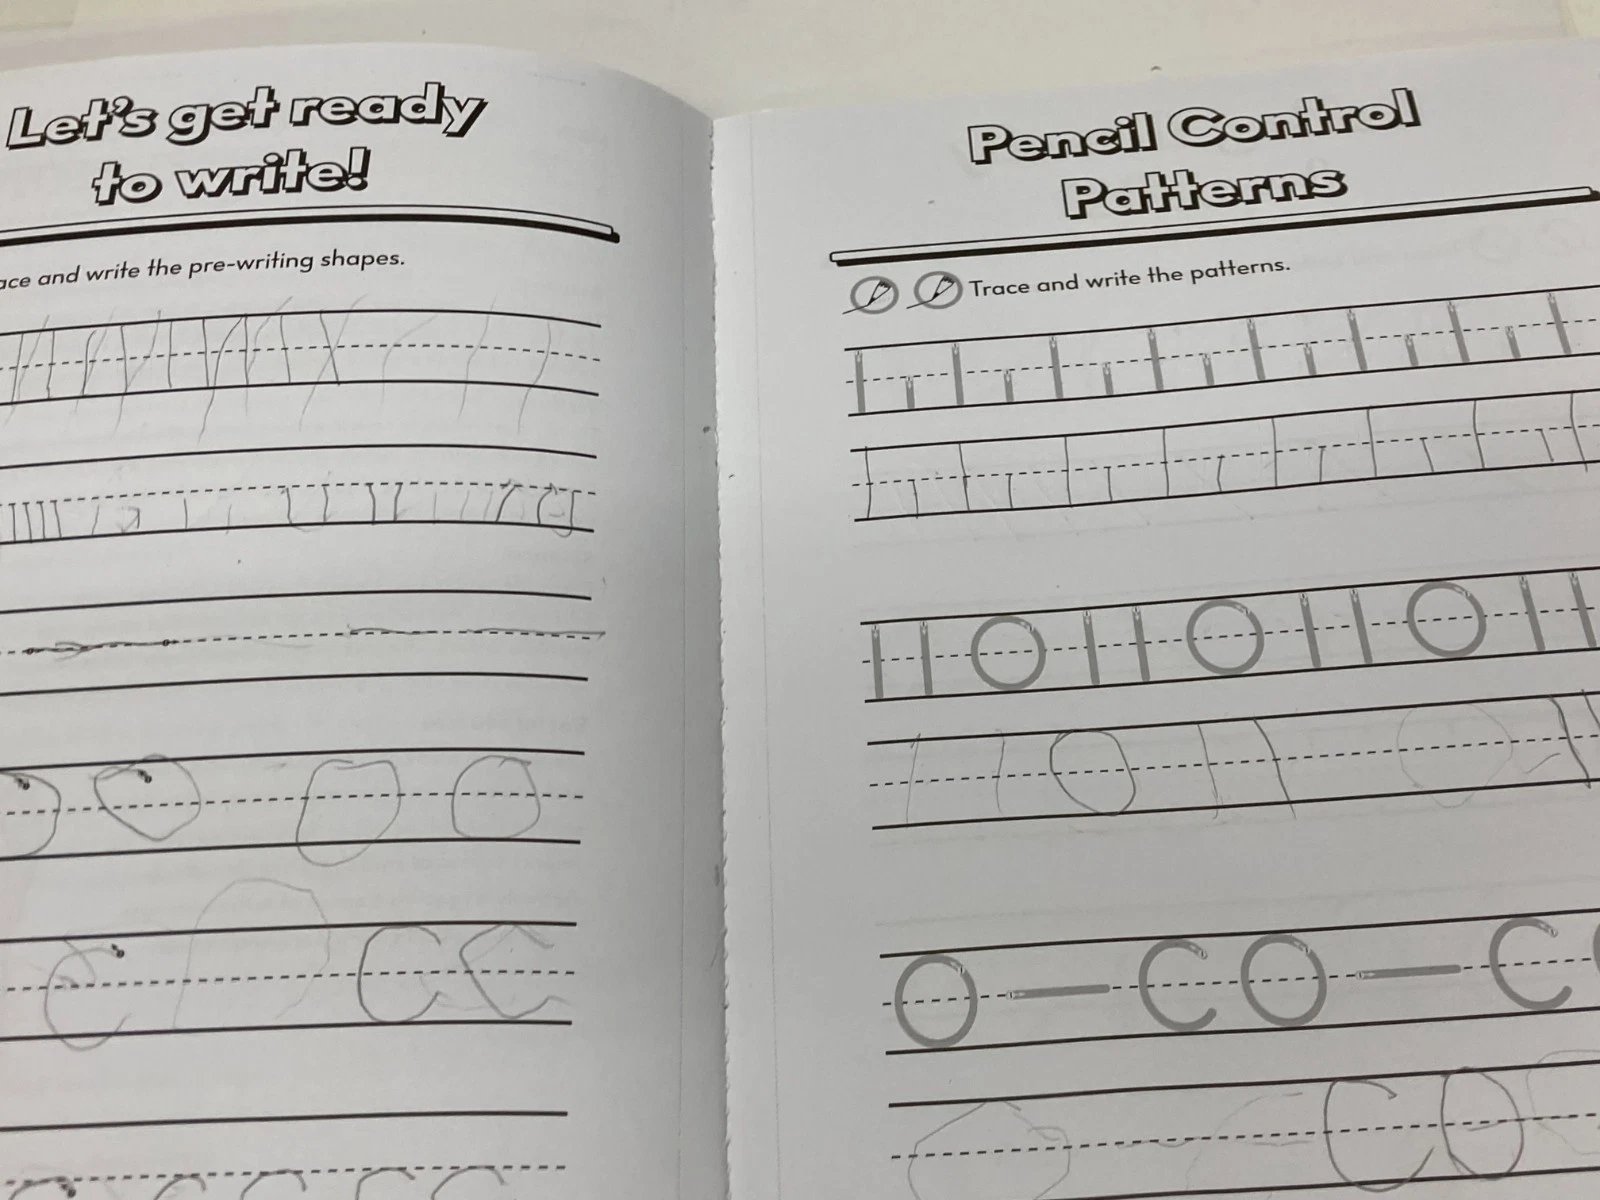 Let's get ready
to write!
ace and write the pre-writing shapes.
Pencil Control
Patterns
Trace and write the patterns.
O — C O — C
C O